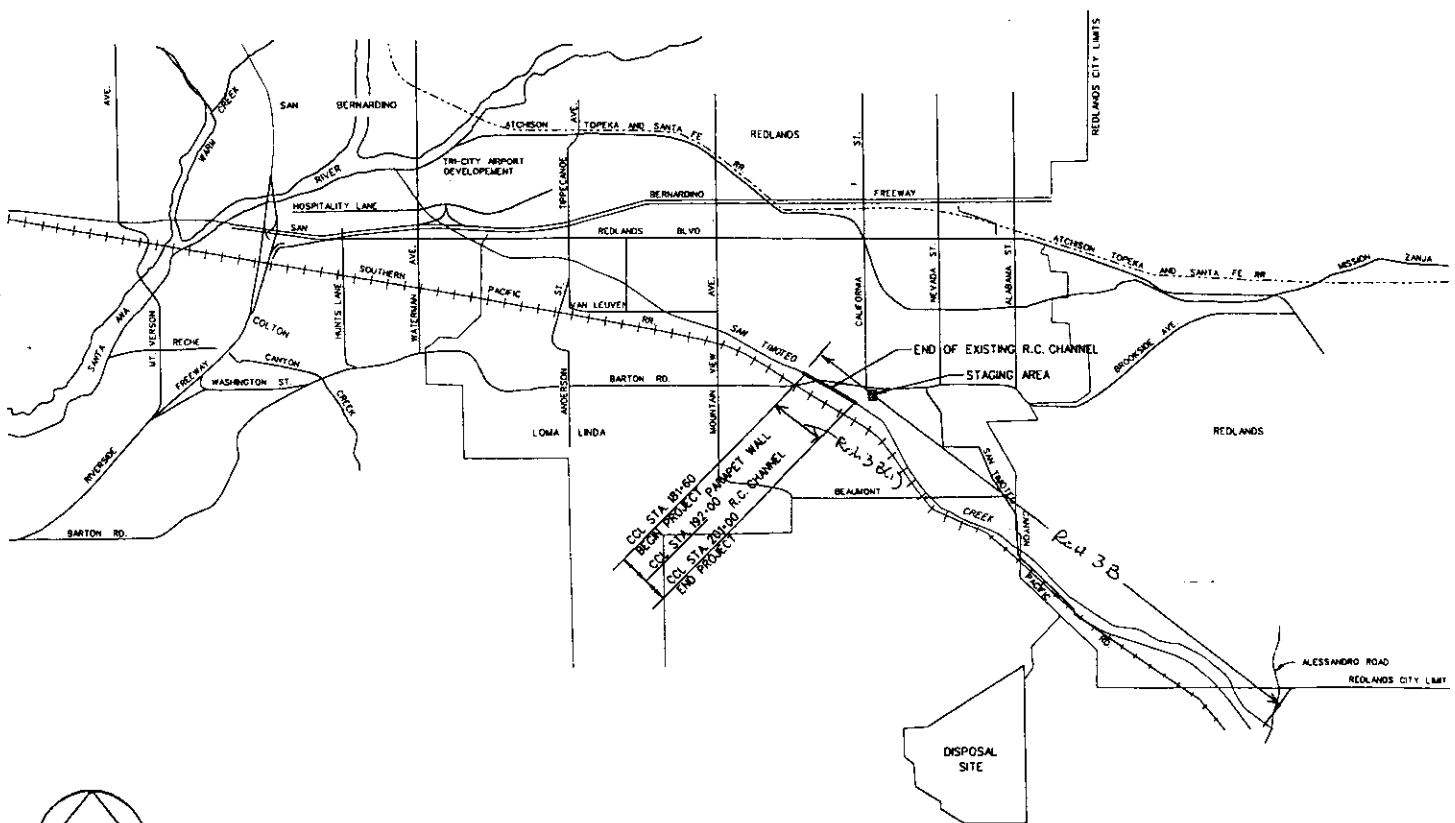 REDLANDS CITY LIMITS
AVE.
CREEK
WARM
SAN BERNARDINO
ATCHISON TOPEKA AND SANTA FE RR
AVE.
REDLANDS
ST.
TRI-CITY AIRPORT
DEVELOPEMENT
RIVER
TIPPECANOE
HOSPITALITY LANE
SAN BERNARDINO FREEWAY
REDLANDS BLVD
AVE.
NEVADA ST.
ALABAMA ST.
ATCHISON TOPEKA AND SANTA FE RR
MISSION ZANJA
SOUTHERN PACIFIC RR.
HUNTS LANE
WATERMAN
ST.
VAN LEUVEN
AVE.
CALIFORNIA
SANTA ANA
MT. VERSON
RECHE CANYON CREEK
COLTON
FREEWAY
WASHINGTON ST.
SAN TIMOTEO
END OF EXISTING R.C. CHANNEL
STAGING AREA
BROOKSIDE AVE.
BARTON RD.
ANDERSON
MOUNTAIN VIEW
LOMA LINDA
REDLANDS
RIVERSIDE
BARTON RD.
CCL STA. 181+60
BEGIN PROJECT PARAPET WALL
CCL STA. 192+00 R.C. CHANNEL
CCL STA. 201+00
END PROJECT
BEAUMONT
CREEK
SAN TIMOTEO
CANYON
3B
PACIFIC
RR
ALESSANDRO ROAD
REDLANDS CITY LIMIT
DISPOSAL
SITE